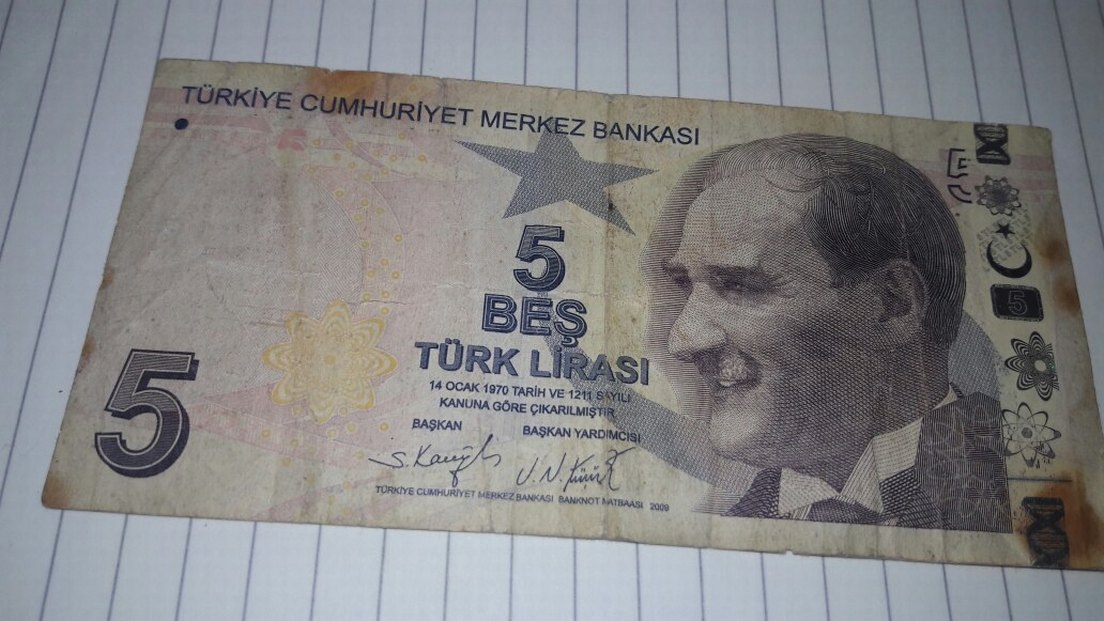 TÜRKİYE CUMHURİYET MERKEZ BANKASI
5
BEŞ
TÜRK LİRASI
14 OCAK 1970 TARİH VE 1211 SAYILI
KANUNA GÖRE ÇIKARILMIŞTIR
BAŞKAN
BAŞKAN YARDIMCISI
5
5
TÜRKİYE CUMHURİYET MERKEZ BANKASI BANKNOT MATBAASI 2009